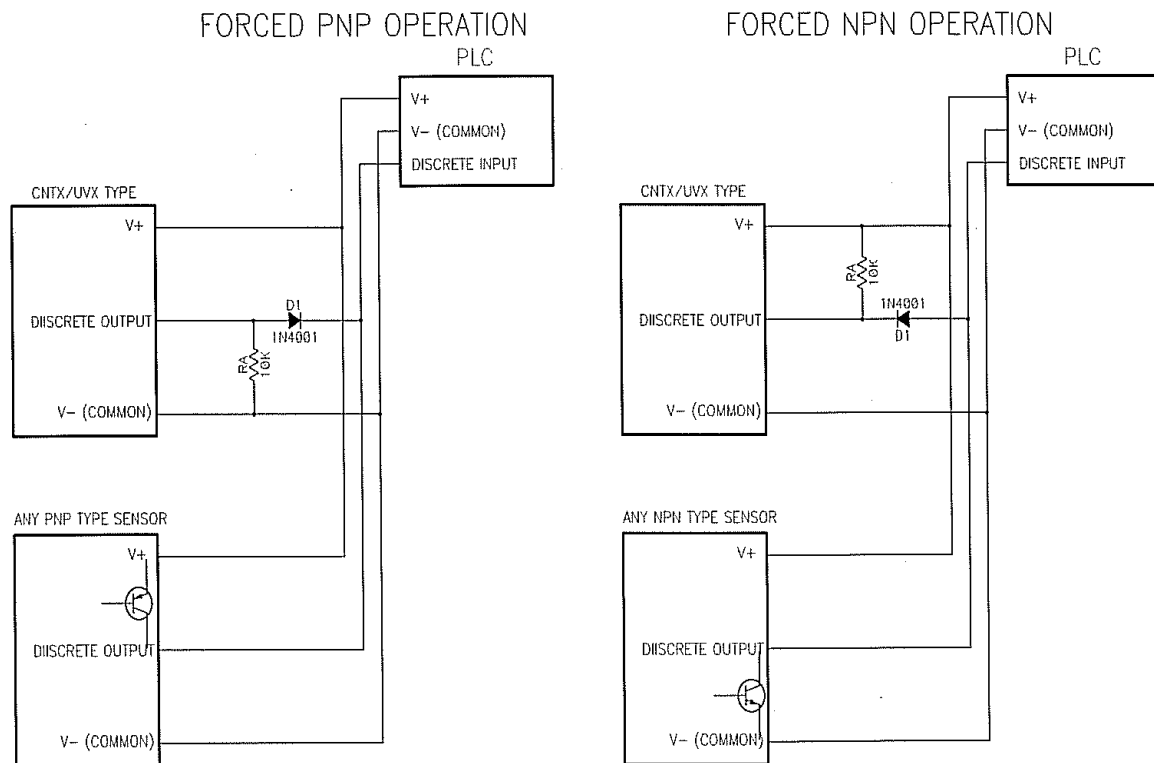 FORCED PNP OPERATION
PLC
V+
V- (COMMON)
DISCRETE INPUT
CNTX/UVX TYPE
V+
DIISCRETE OUTPUT
D1
1N4001
RA
10K
V- (COMMON)
ANY PNP TYPE SENSOR
V+
DIISCRETE OUTPUT
V- (COMMON)
FORCED NPN OPERATION
PLC
V+
V- (COMMON)
DISCRETE INPUT
CNTX/UVX TYPE
V+
RA
10K
1N4001
DIISCRETE OUTPUT
D1
V- (COMMON)
ANY NPN TYPE SENSOR
V+
DIISCRETE OUTPUT
V- (COMMON)